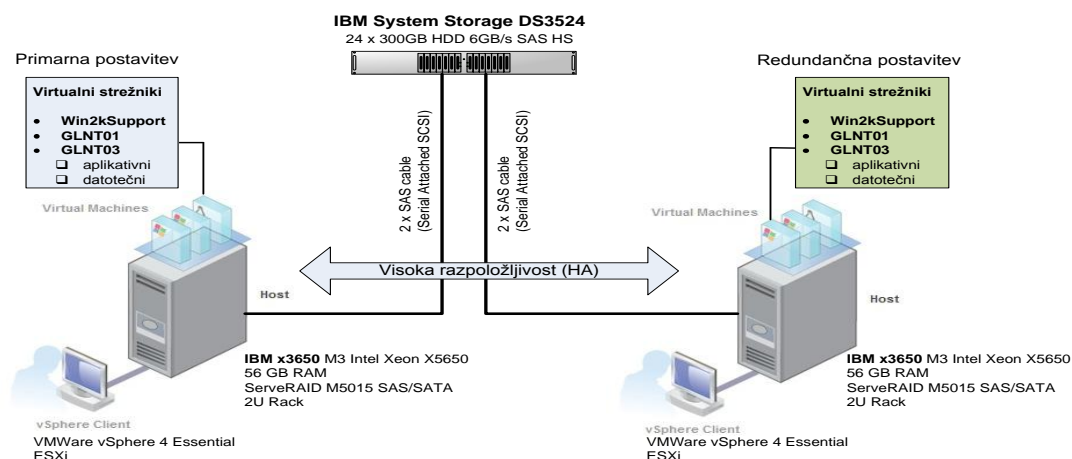 IBM System Storage DS3524
24 x 300GB HDD 6GB/s SAS HS
Primarna postavitev
Virtualni strežniki
• Win2kSupport
• GLNT01
• GLNT03
❑ aplikativni
❑ datotečni
Virtual Machines
Host
IBM x3650 M3 Intel Xeon X5650
56 GB RAM
ServeRAID M5015 SAS/SATA
2U Rack
vSphere Client
VMWare vSphere 4 Essential
ESXi
2 x SAS cable
(Serial Attached SCSI)
2 x SAS cable
(Serial Attached SCSI)
Visoka razpoložljivost (HA)
Redundančna postavitev
Virtualni strežniki
• Win2kSupport
• GLNT01
• GLNT03
❑ aplikativni
❑ datotečni
Virtual Machines
Host
IBM x3650 M3 Intel Xeon X5650
56 GB RAM
ServeRAID M5015 SAS/SATA
2U Rack
vSphere Client
VMWare vSphere 4 Essential
ESXi